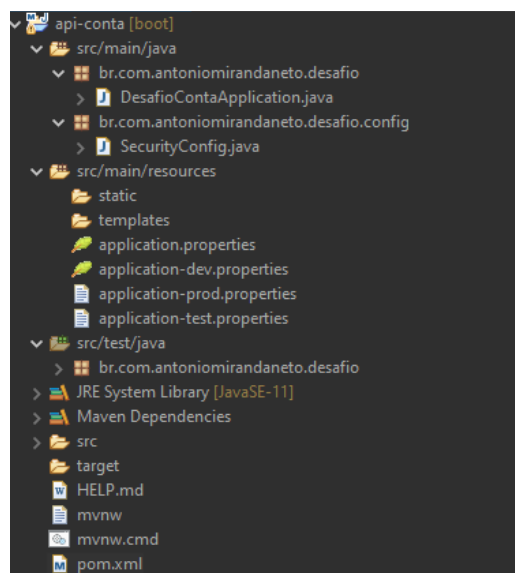 api-conta [boot]
src/main/java
br.com.antoniomirandaneto.desafio
DesafioContaApplication.java
br.com.antoniomirandaneto.desafio.config
SecurityConfig.java
src/main/resources
static
templates
application.properties
application-dev.properties
application-prod.properties
application-test.properties
src/test/java
br.com.antoniomirandaneto.desafio
JRE System Library [JavaSE-11]
Maven Dependencies
src
target
HELP.md
mvnw
mvnw.cmd
pom.xml